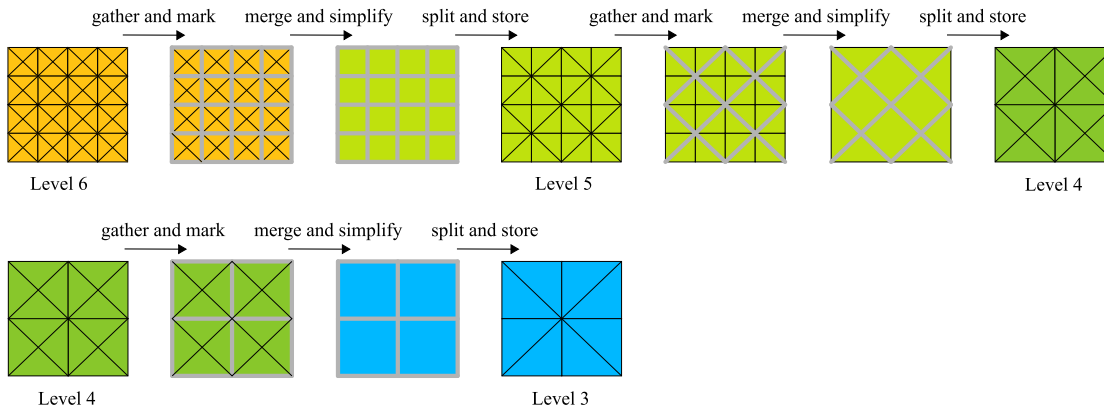 gather and mark merge and simplify split and store gather and mark merge and simplify split and store
Level 6 Level 5 Level 4
gather and mark merge and simplify split and store
Level 4 Level 3